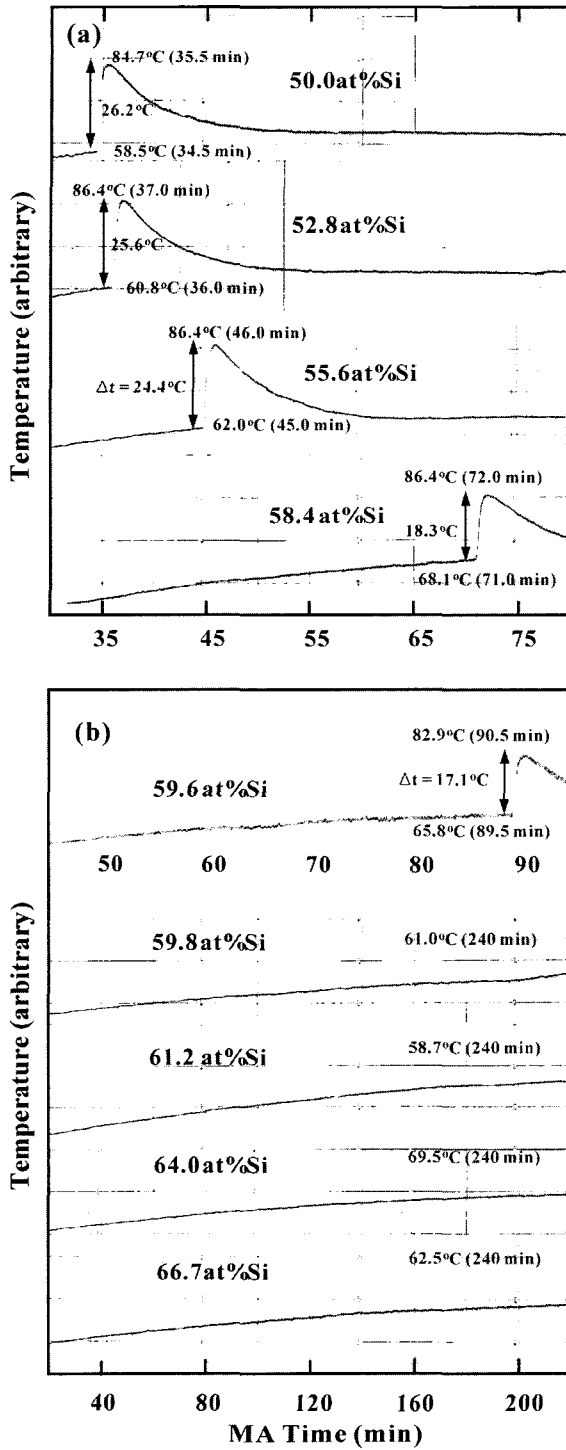 (a)
84.7°C (35.5 min)
50.0at%Si
26.2°C
58.5°C (34.5 min)
86.4°C (37.0 min)
52.8at%Si
25.6°C
60.8°C (36.0 min)
86.4°C (46.0 min)
55.6at%Si
Δt = 24.4°C
62.0°C (45.0 min)
86.4°C (72.0 min)
58.4at%Si
18.3°C
68.1°C (71.0 min)
Temperature (arbitrary)
35 45 55 65 75
(b)
82.9°C (90.5 min)
59.6at%Si
Δt = 17.1°C
65.8°C (89.5 min)
50 60 70 80 90
59.8at%Si
61.0°C (240 min)
61.2 at%Si
58.7°C (240 min)
64.0at%Si
69.5°C (240 min)
66.7at%Si
62.5°C (240 min)
Temperature (arbitrary)
40 80 120 160 200
MA Time (min)